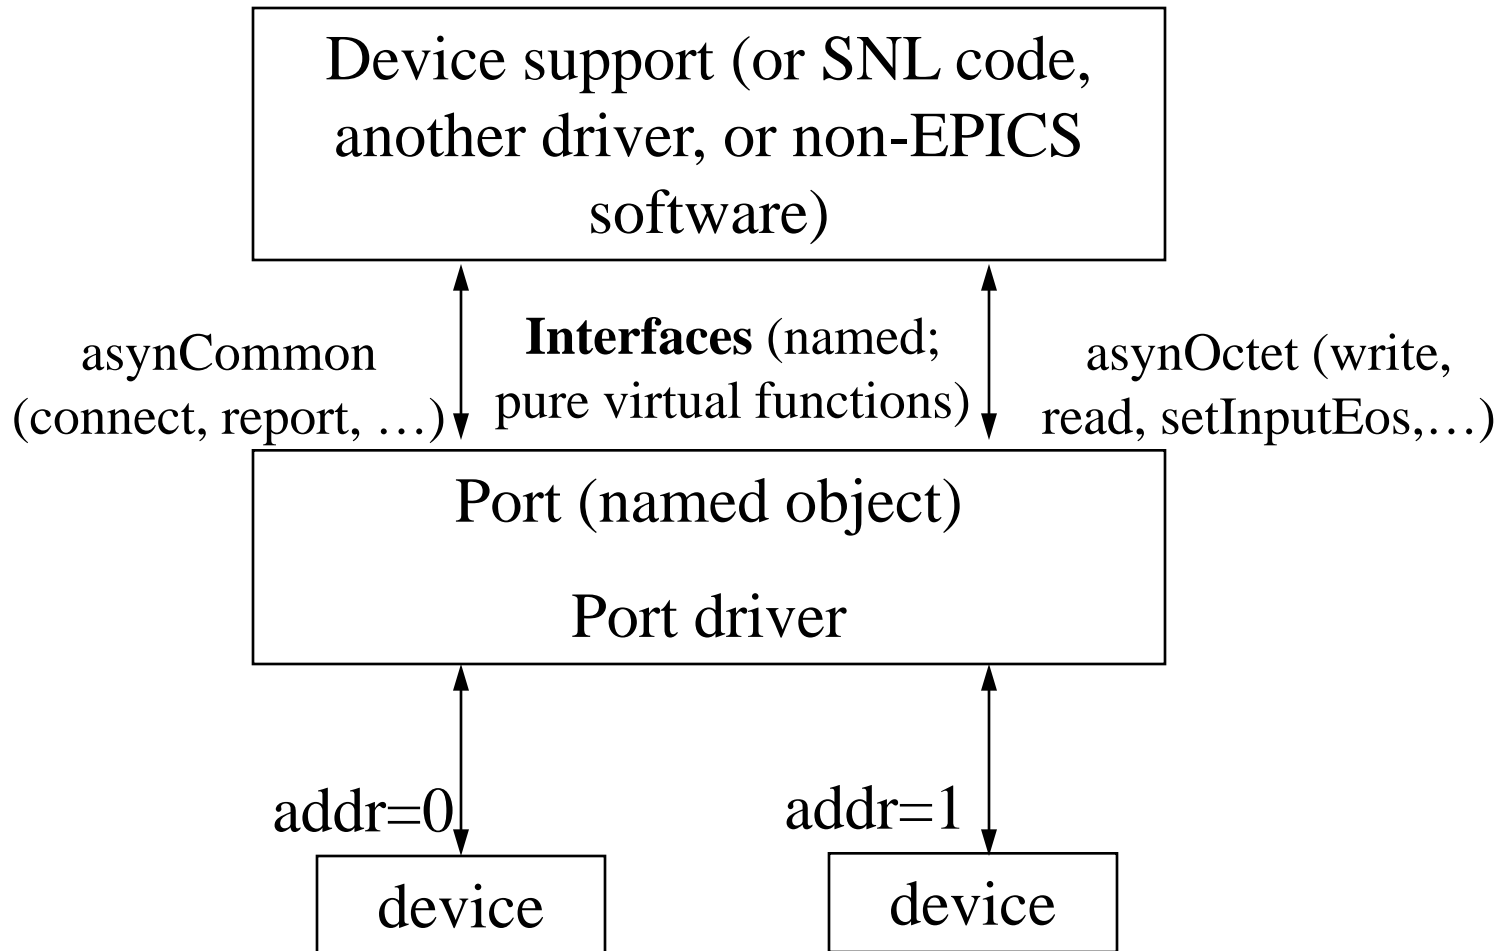 Device support (or SNL code,
another driver, or non-EPICS
software)
asynCommon
(connect, report, …)
Interfaces (named;
pure virtual functions)
asynOctet (write,
read, setInputEos,…)
Port (named object)
Port driver
addr=0
addr=1
device
device